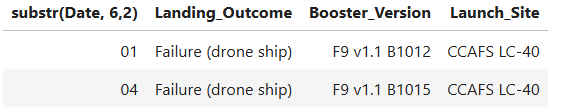 substr(Date, 6,2) Landing_Outcome Booster_Version Launch_Site
01 Failure (drone ship) F9 v1.1 B1012 CCAFS LC-40
04 Failure (drone ship) F9 v1.1 B1015 CCAFS LC-40